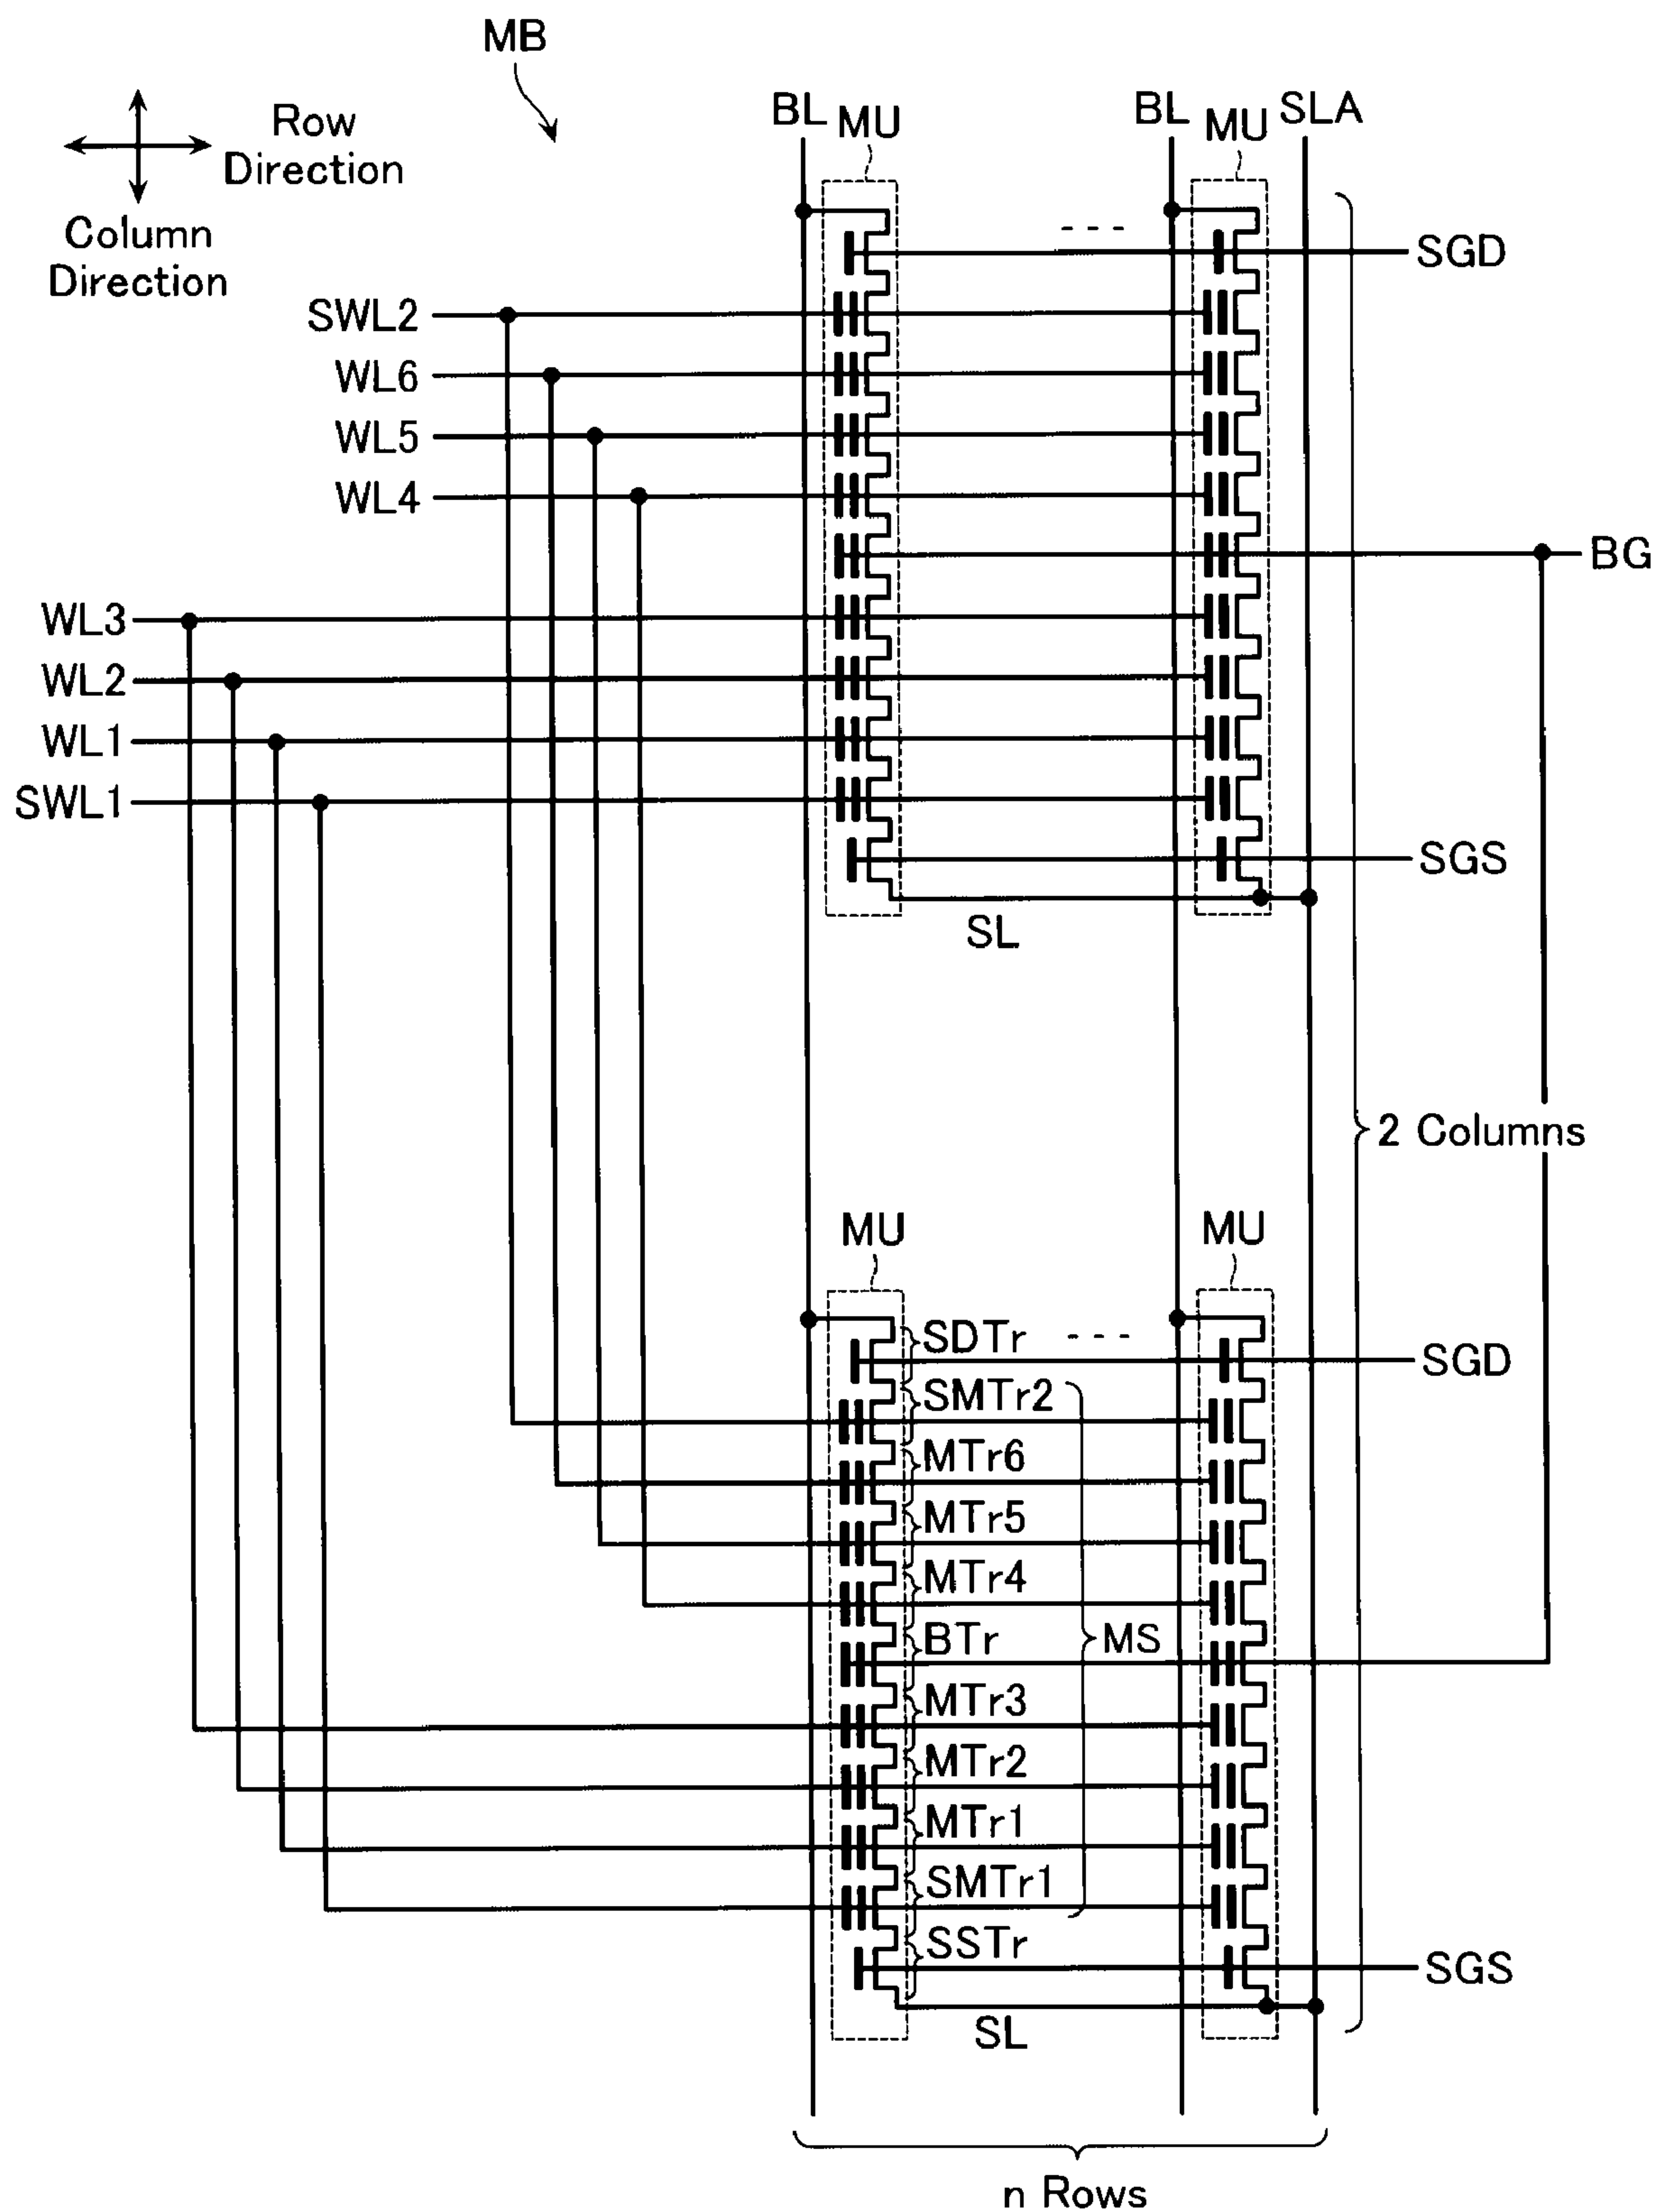 MB
Row
Direction
Column
Direction
BL
MU
BL
MU
SLA
SGD
SWL2
WL6
WL5
WL4
BG
WL3
WL2
WL1
SWL1
SGS
SL
2 Columns
MU
MU
SDTr
SGD
SMTr2
MTr6
MTr5
MTr4
BTr
MS
MTr3
MTr2
MTr1
SMTr1
SSTr
SGS
SL
n Rows